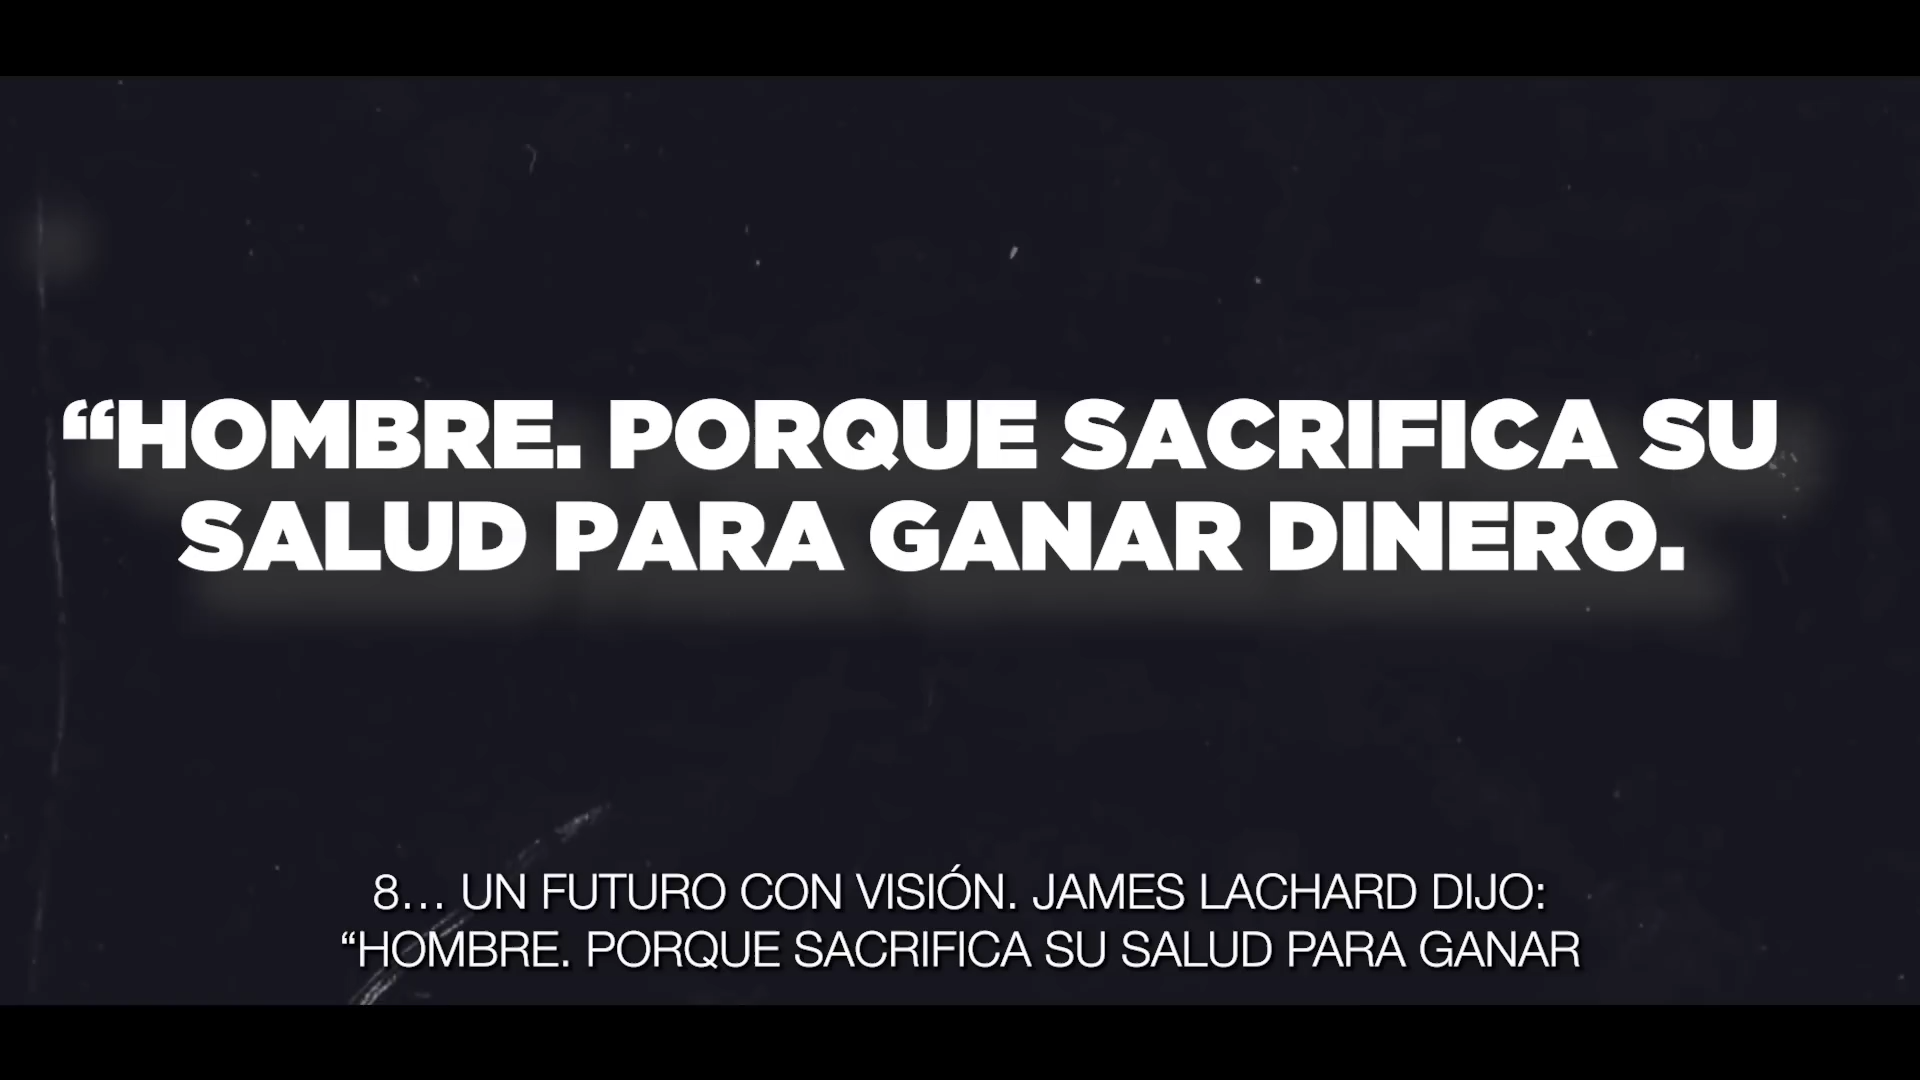 “HOMBRE. PORQUE SACRIFICA SU
SALUD PARA GANAR DINERO.
8... UN FUTURO CON VISIÓN. JAMES LACHARD DIJO:
“HOMBRE. PORQUE SACRIFICA SU SALUD PARA GANAR